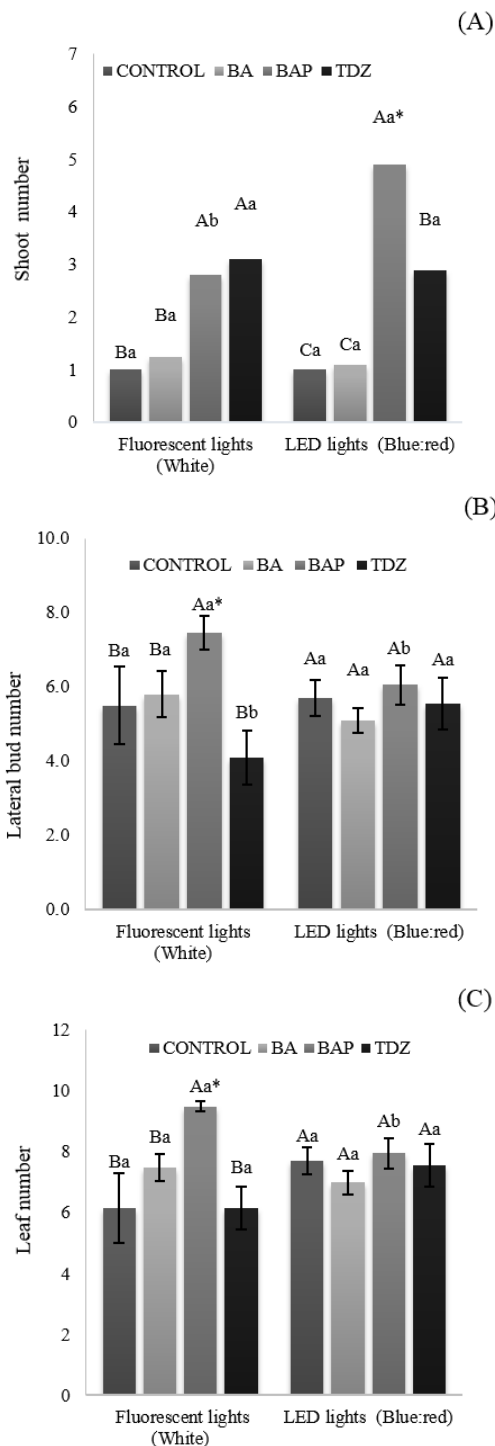 (A)
7
CONTROL BA BAP TDZ
6
Aa*
5
Ab Aa
4
Ba
3
Ba
2
Ba Ca Ca
1
0
Shoot number
Fluorescent lights LED lights (Blue:red)
(White)
(B)
10.0
CONTROL BA BAP TDZ
8.0
Aa*
Ba Ba Aa Aa Ab Aa
6.0
Bb
4.0
2.0
0.0
Lateral bud number
Fluorescent lights LED lights (Blue:red)
(White)
(C)
12
CONTROL BA BAP TDZ
10
Aa*
Ba Ba Ba Aa Aa Ab Aa
8
6
4
2
0
Leaf number
Fluorescent lights LED lights (Blue:red)
(White)